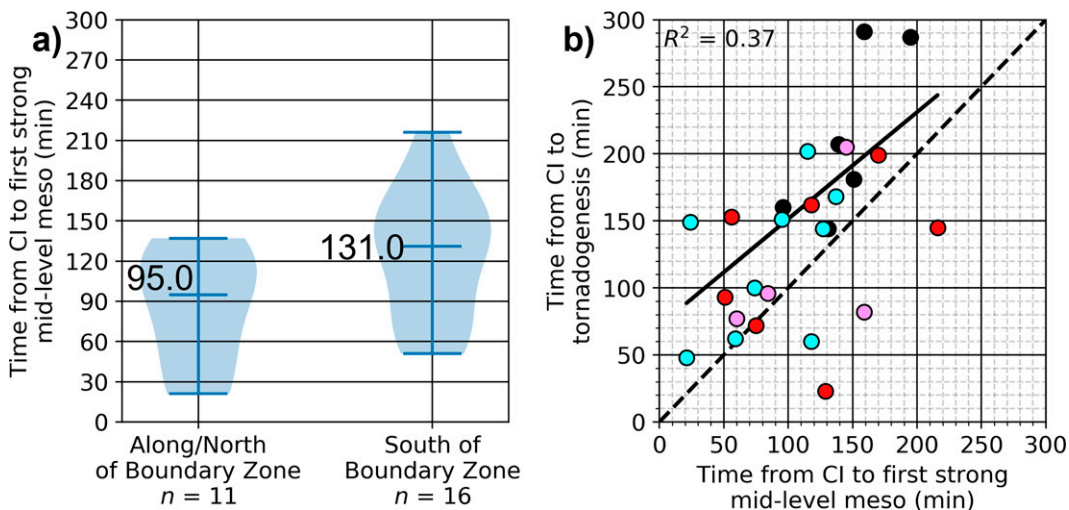 a)
Time from CI to first strong
mid-level meso (min)
300
270
240
210
180
150
120
90
60
30
0
95.0
131.0
Along/North
of Boundary Zone
n = 11
South of
Boundary Zone
n = 16
b)
R² = 0.37
Time from CI to
tornadogenesis (min)
300
250
200
150
100
50
0
0 50 100 150 200 250 300
Time from CI to first strong
mid-level meso (min)